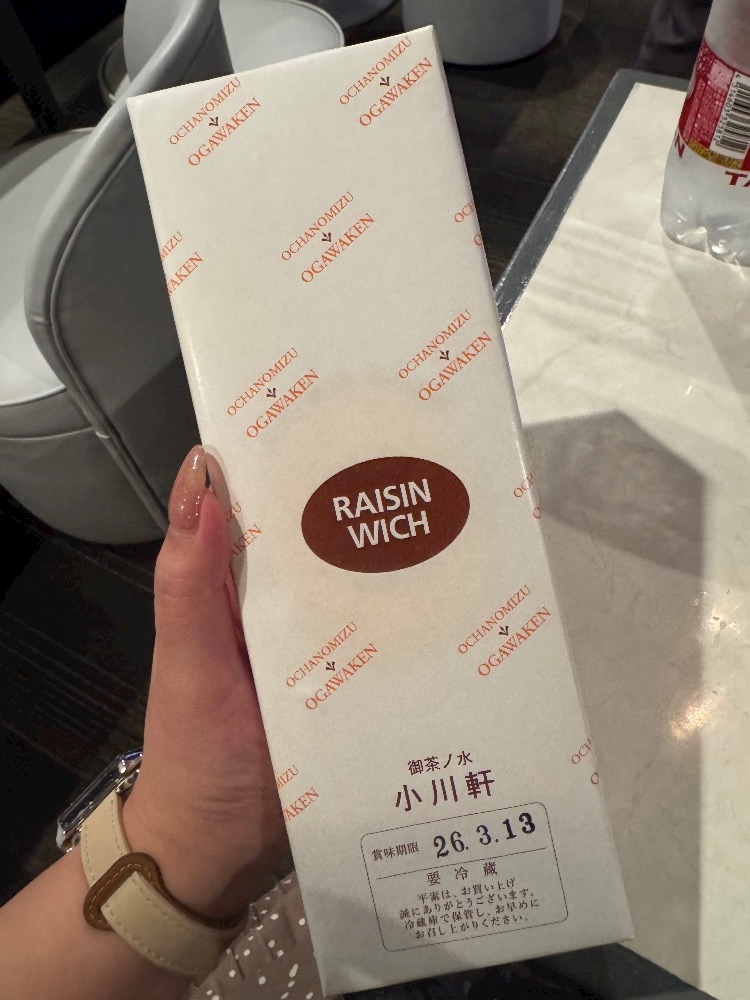 OCHANOMIZU
OGAWAKEN
OCHANOMIZU
OGAWAKEN
OCHANOMIZU
OGAWAKEN
OCHANOMIZU
OGAWAKEN
OCHANOMIZU
OGAWAKEN
RAISIN
WICH
OCHANOMIZU
OGAWAKEN
OCHANOMIZU
OGAWAKEN
御茶ノ水
小川軒
賞味期限 26.3.13
要冷蔵
平素は、お買い上げ
誠にありがとうございます。
冷蔵庫で保管し、お早めに
お召し上がりください。